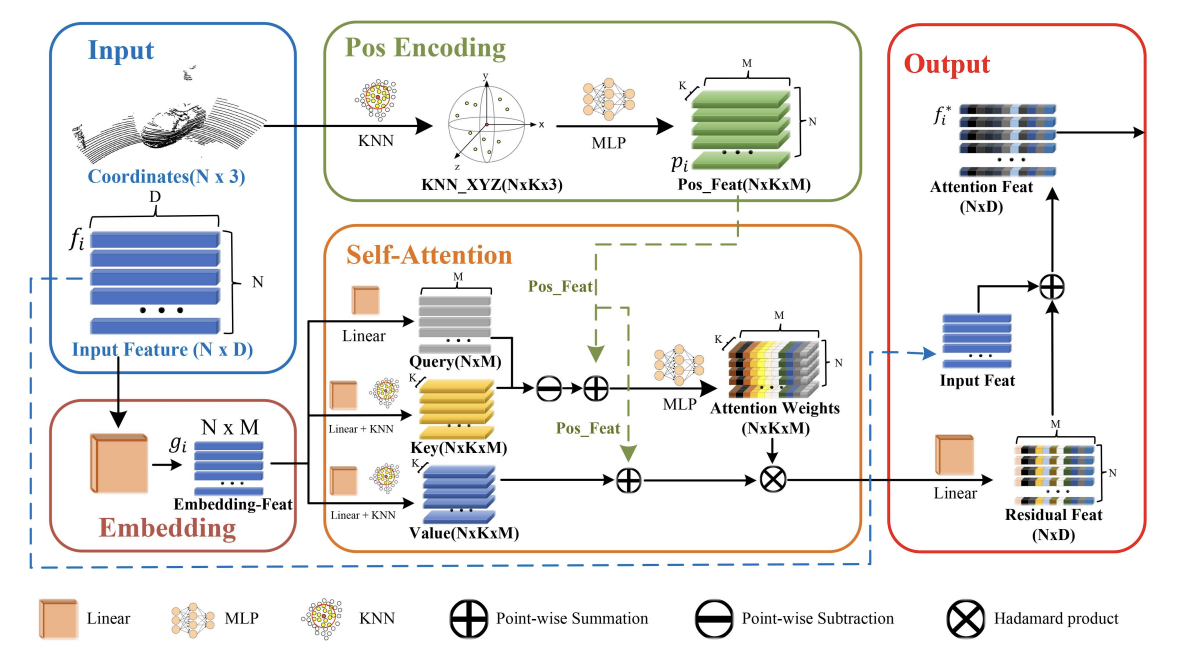 Input
Coordinates(N x 3)
D
f_i
N
Input Feature (N x D)
Pos Encoding
KNN
y
x
z
KNN_XYZ(NxKx3)
MLP
K
M
N
p_i
Pos_Feat(NxKxM)
Embedding
g_i
N x M
Embedding-Feat
Self-Attention
Linear
M
Query(NxM)
Linear + KNN
K
Key(NxKxM)
Linear + KNN
K
Value(NxKxM)
Pos_Feat
Pos_Feat
MLP
K
M
N
Attention Weights
(NxKxM)
Output
f_i^*
Attention Feat
(NxD)
Input Feat
Linear
M
N
Residual Feat
(NxD)
Linear
MLP
KNN
Point-wise Summation
Point-wise Subtraction
Hadamard product